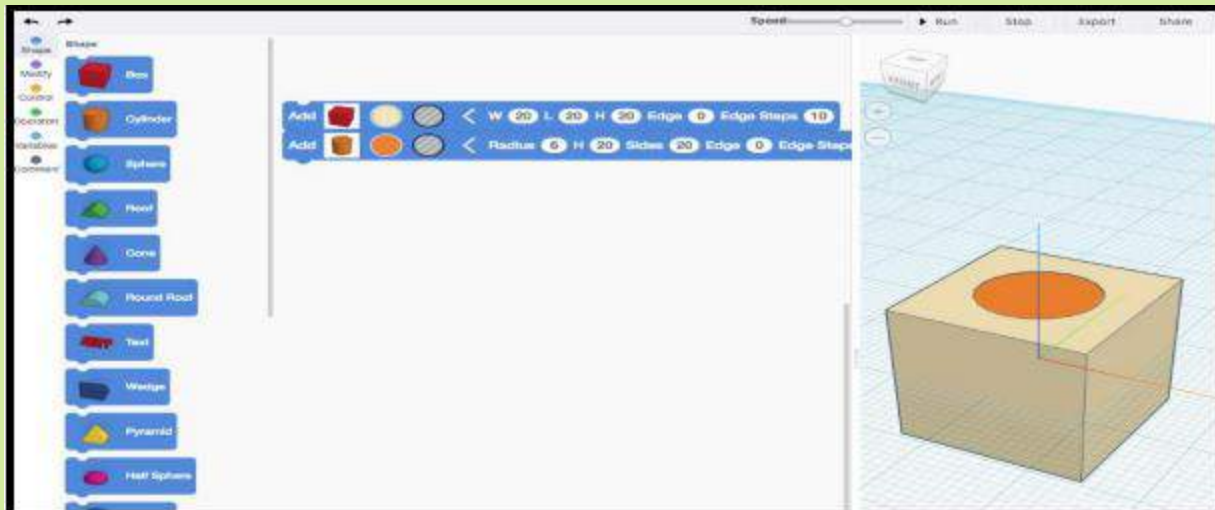 Speed Run Stop Export Share
Shape
Modify
Control
Variables
Comment
Shape
Box
Cylinder
Sphere
Roof
Cone
Round Roof
Text
Wedge
Pyramid
Half Sphere
Add < W 20 L 20 H 20 Edge 0 Edge Steps 10
Add < Radius 6 H 20 Sides 20 Edge 0 Edge Steps